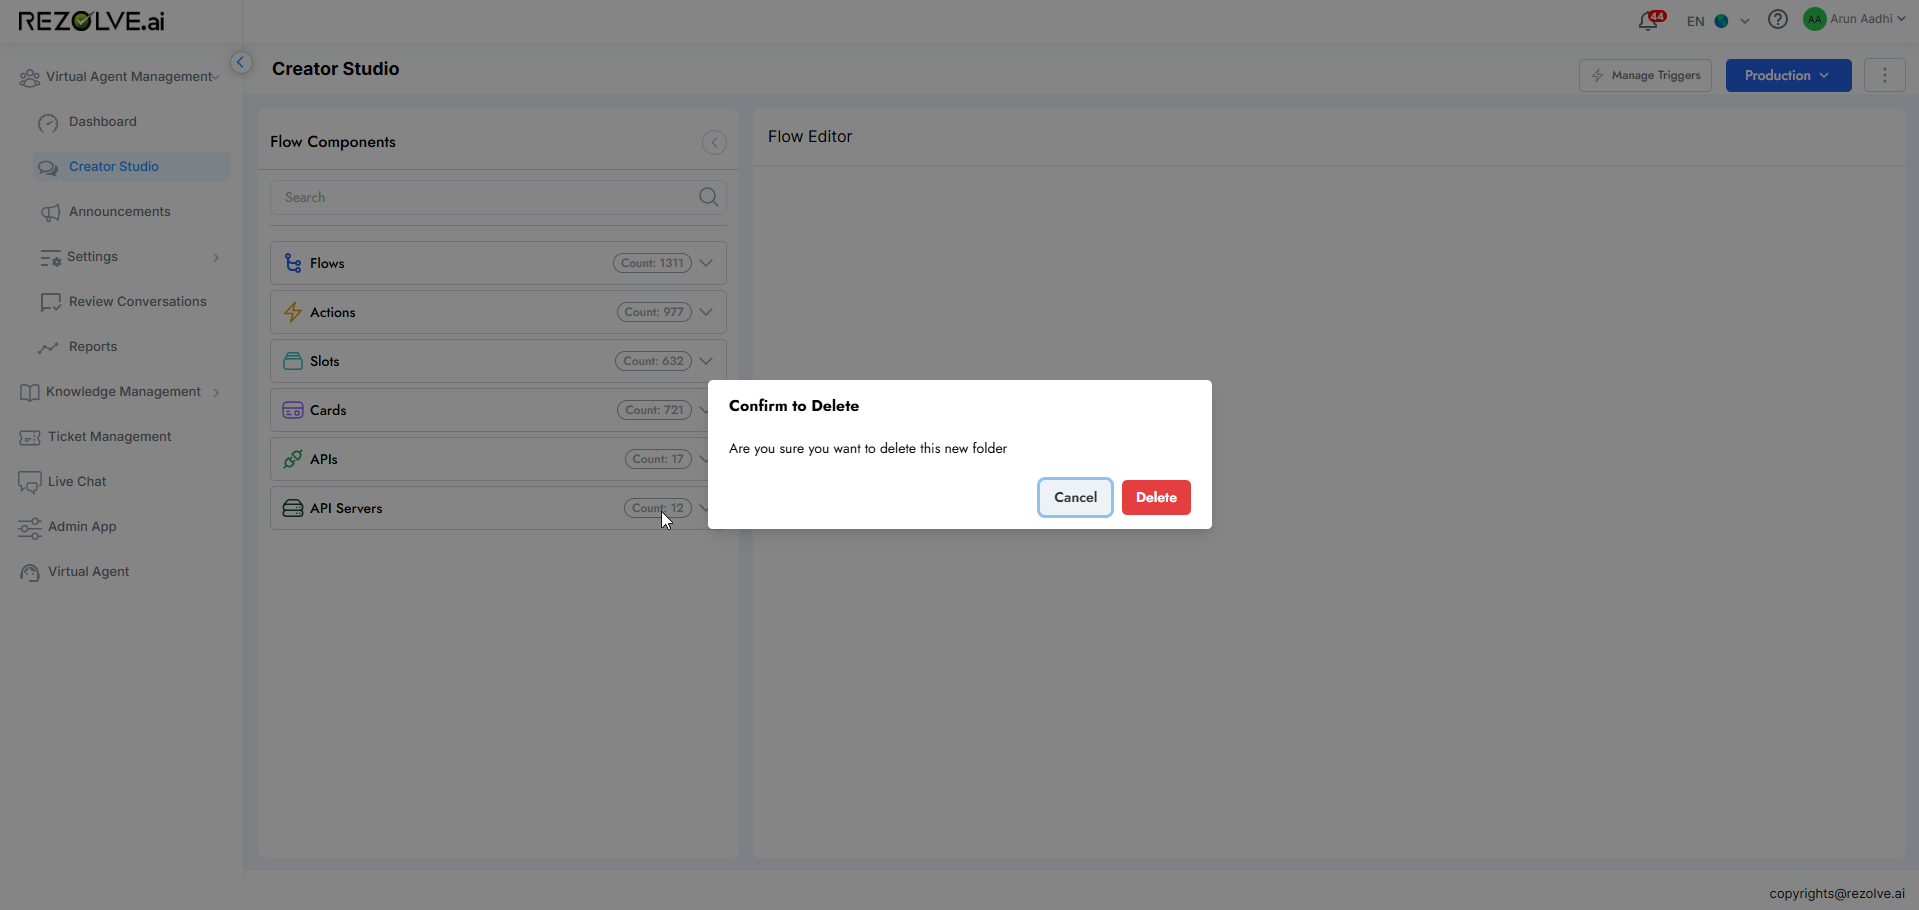 REZOLVE.ai
44
EN
AA
Arun Aadhi
Virtual Agent Management
Dashboard
Creator Studio
Announcements
Settings
Review Conversations
Reports
Knowledge Management
Ticket Management
Live Chat
Admin App
Virtual Agent
Creator Studio
Manage Triggers
Production
Flow Components
Search
Flows
Count: 1311
Actions
Count: 977
Slots
Count: 632
Cards
Count: 721
APIs
Count: 17
API Servers
Count: 12
Flow Editor
Confirm to Delete
Are you sure you want to delete this new folder
Cancel
Delete
copyrights@rezolve.ai